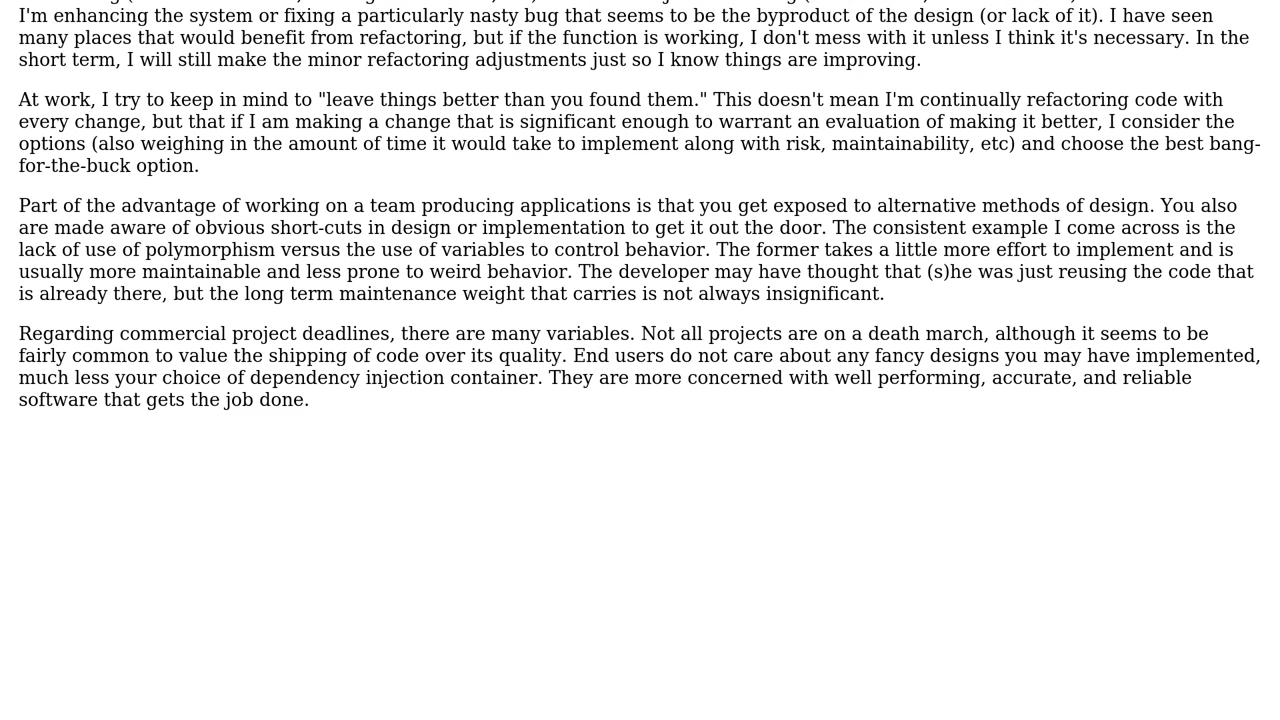 I'm enhancing the system or fixing a particularly nasty bug that seems to be the byproduct of the design (or lack of it). I have seen
many places that would benefit from refactoring, but if the function is working, I don't mess with it unless I think it's necessary. In the
short term, I will still make the minor refactoring adjustments just so I know things are improving.
At work, I try to keep in mind to "leave things better than you found them." This doesn't mean I'm continually refactoring code with
every change, but that if I am making a change that is significant enough to warrant an evaluation of making it better, I consider the
options (also weighing in the amount of time it would take to implement along with risk, maintainability, etc) and choose the best bang-
for-the-buck option.
Part of the advantage of working on a team producing applications is that you get exposed to alternative methods of design. You also
are made aware of obvious short-cuts in design or implementation to get it out the door. The consistent example I come across is the
lack of use of polymorphism versus the use of variables to control behavior. The former takes a little more effort to implement and is
usually more maintainable and less prone to weird behavior. The developer may have thought that (s)he was just reusing the code that
is already there, but the long term maintenance weight that carries is not always insignificant.
Regarding commercial project deadlines, there are many variables. Not all projects are on a death march, although it seems to be
fairly common to value the shipping of code over its quality. End users do not care about any fancy designs you may have implemented,
much less your choice of dependency injection container. They are more concerned with well performing, accurate, and reliable
software that gets the job done.